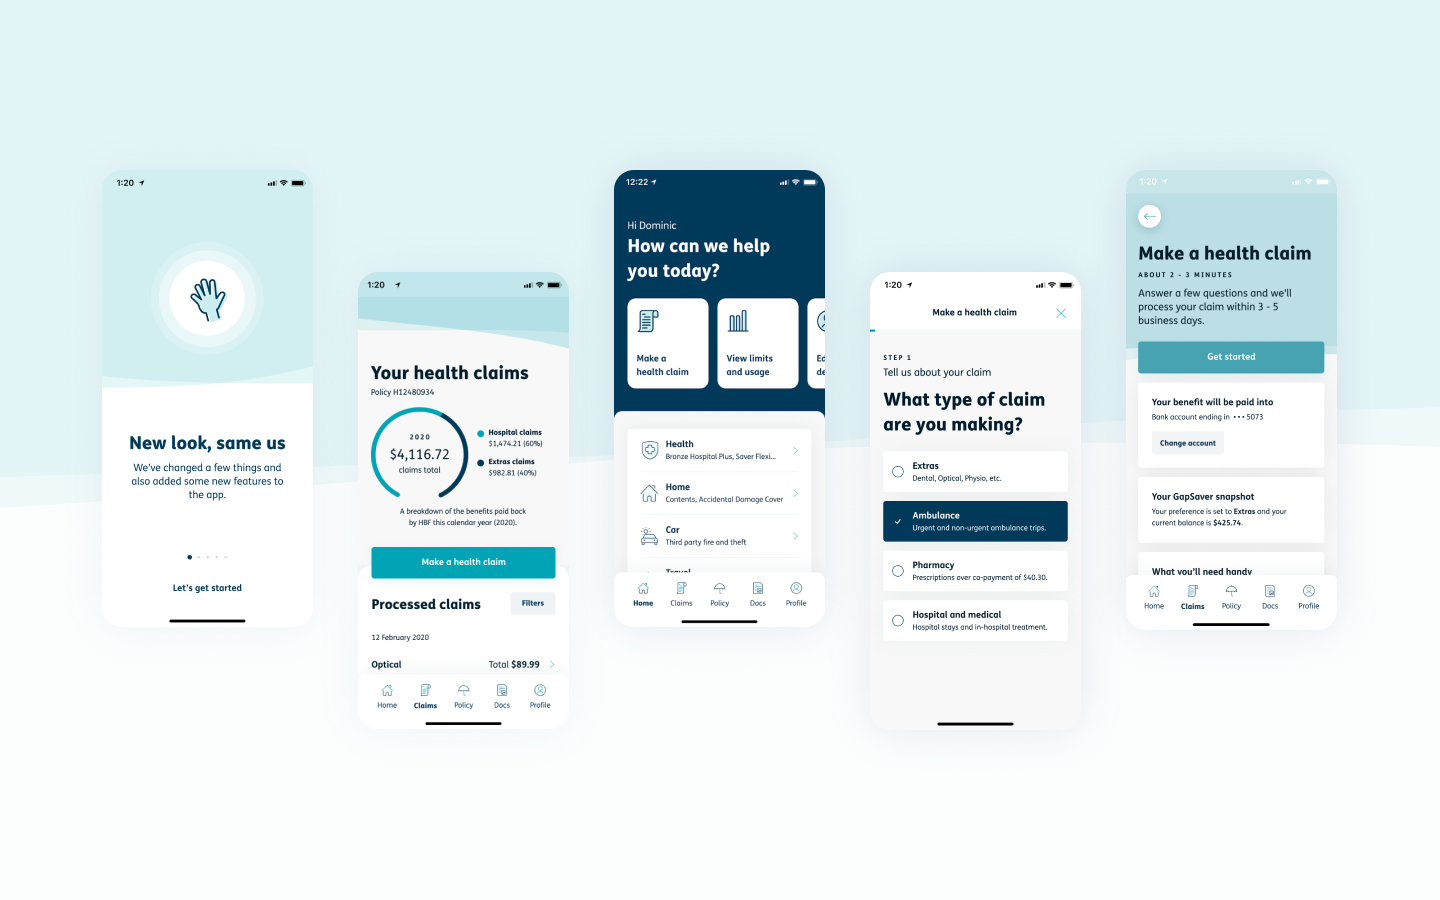 1:20
New look, same us
We've changed a few things and
also added some new features to
the app.
Let's get started
1:20
Your health claims
Policy H12480934
2020
$4,116.72
claims total
Hospital claims
$1,474.21 (60%)
Extras claims
$982.81 (40%)
A breakdown of the benefits paid back
by HBF this calendar year (2020).
Make a health claim
Processed claims
Filters
12 February 2020
Optical
Total $89.99
Home
Claims
Policy
Docs
Profile
12:22
Hi Dominic
How can we help
you today?
Make a
health claim
View limits
and usage
Ed
de
Health
Bronze Hospital Plus, Saver Flexi...
Home
Contents, Accidental Damage Cover
Car
Third party fire and theft
Travel
Home
Claims
Policy
Docs
Profile
1:20
Make a health claim
STEP 1
Tell us about your claim
What type of claim
are you making?
Extras
Dental, Optical, Physio, etc.
Ambulance
Urgent and non-urgent ambulance trips.
Pharmacy
Prescriptions over co-payment of $40.30.
Hospital and medical
Hospital stays and in-hospital treatment.
1:20
Make a health claim
ABOUT 2 - 3 MINUTES
Answer a few questions and we'll
process your claim within 3 - 5
business days.
Get started
Your benefit will be paid into
Bank account ending in ••• 5073
Change account
Your GapSaver snapshot
Your preference is set to Extras and your
current balance is $425.74.
What you'll need handy
Home
Claims
Policy
Docs
Profile